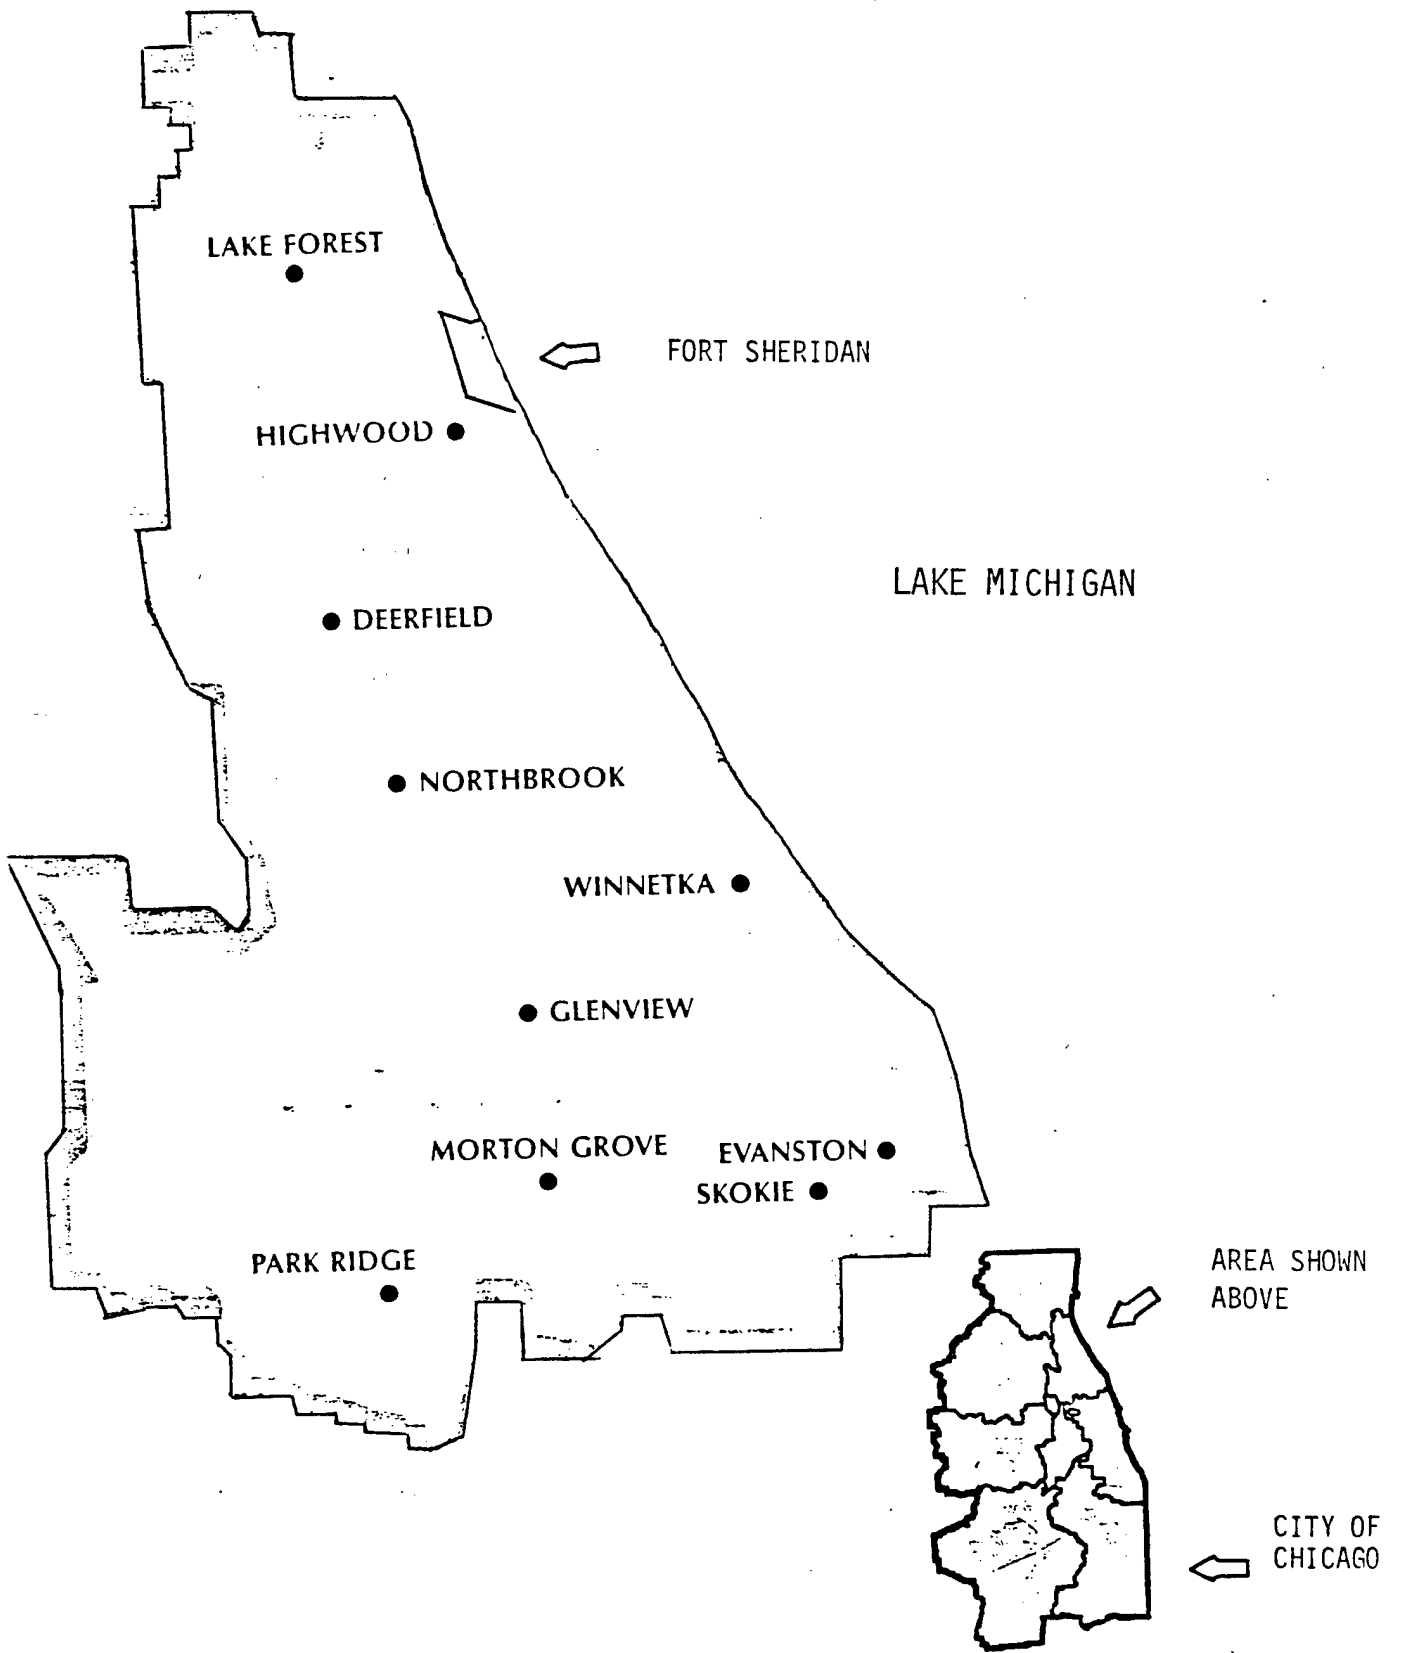 LAKE FOREST
FORT SHERIDAN
HIGHWOOD
LAKE MICHIGAN
DEERFIELD
NORTHBROOK
WINNETKA
GLENVIEW
MORTON GROVE
EVANSTON
SKOKIE
PARK RIDGE
AREA SHOWN
ABOVE
CITY OF
CHICAGO